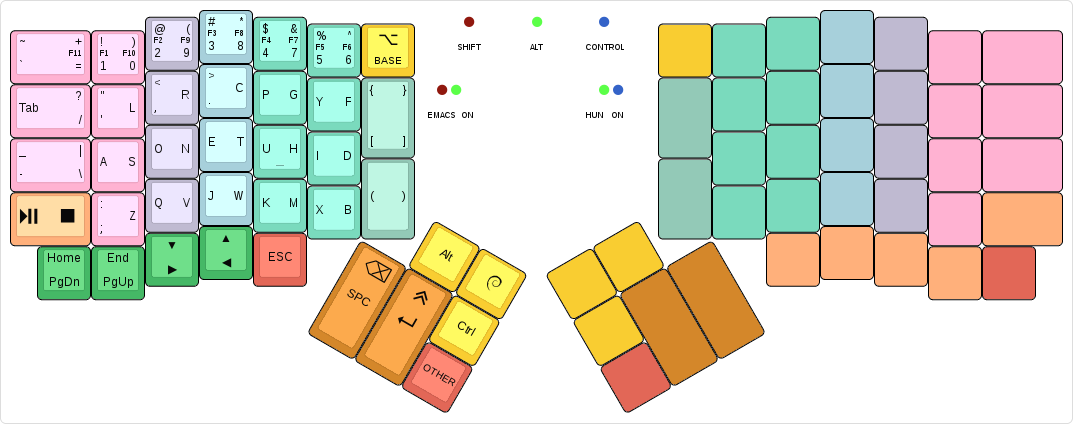 ~ +
F11
` =
! )
F1 F10
1 0
@ (
F2 F9
2 9
# *
F3 F8
3 8
$ &
F4 F7
4 7
% ^
F5 F6
5 6
BASE
SHIFT ALT CONTROL
Tab ?
/
" L
'
< R
,
> C
.
P G
Y F
{ }
[ ]
EMACS ON HUN ON
_ |
- \
A S
O N
E T
U _ H
I D
: Z
;
Q V
J W
K M
X B
( )
Home
PgDn
End
PgUp
ESC
SPC
Alt
Ctrl
OTHER